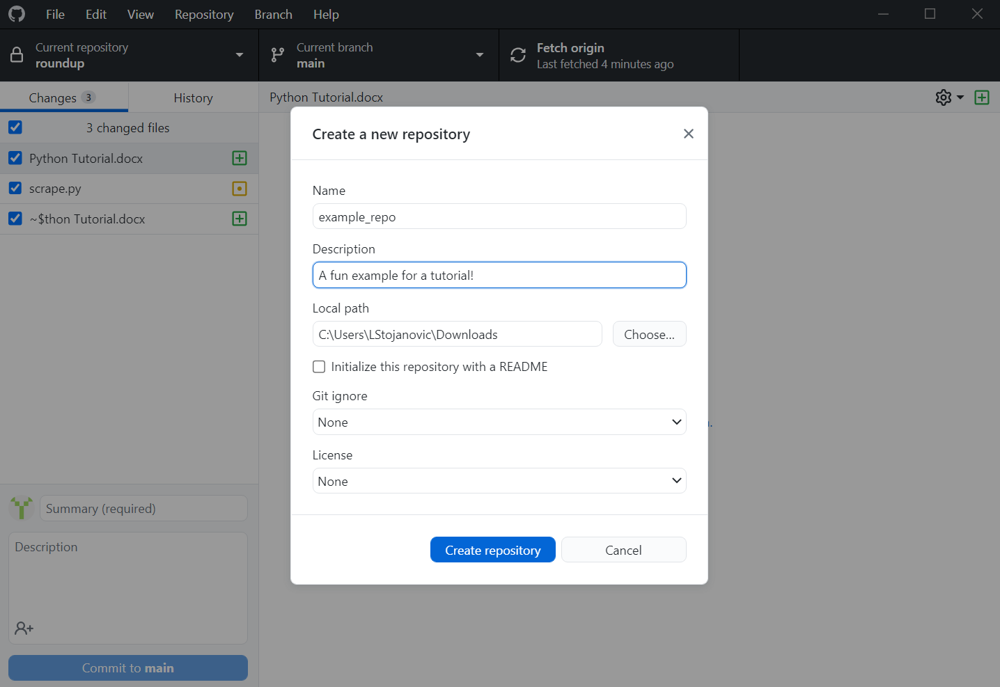 File Edit View Repository Branch Help
Current repository
roundup
Current branch
main
Fetch origin
Last fetched 4 minutes ago
Changes 3
History
Python Tutorial.docx
3 changed files
Python Tutorial.docx
scrape.py
~$thon Tutorial.docx
Summary (required)
Description
Commit to main
Create a new repository
Name
example_repo
Description
A fun example for a tutorial!
Local path
C:\Users\LStojanovic\Downloads
Choose...
Initialize this repository with a README
Git ignore
None
License
None
Create repository
Cancel